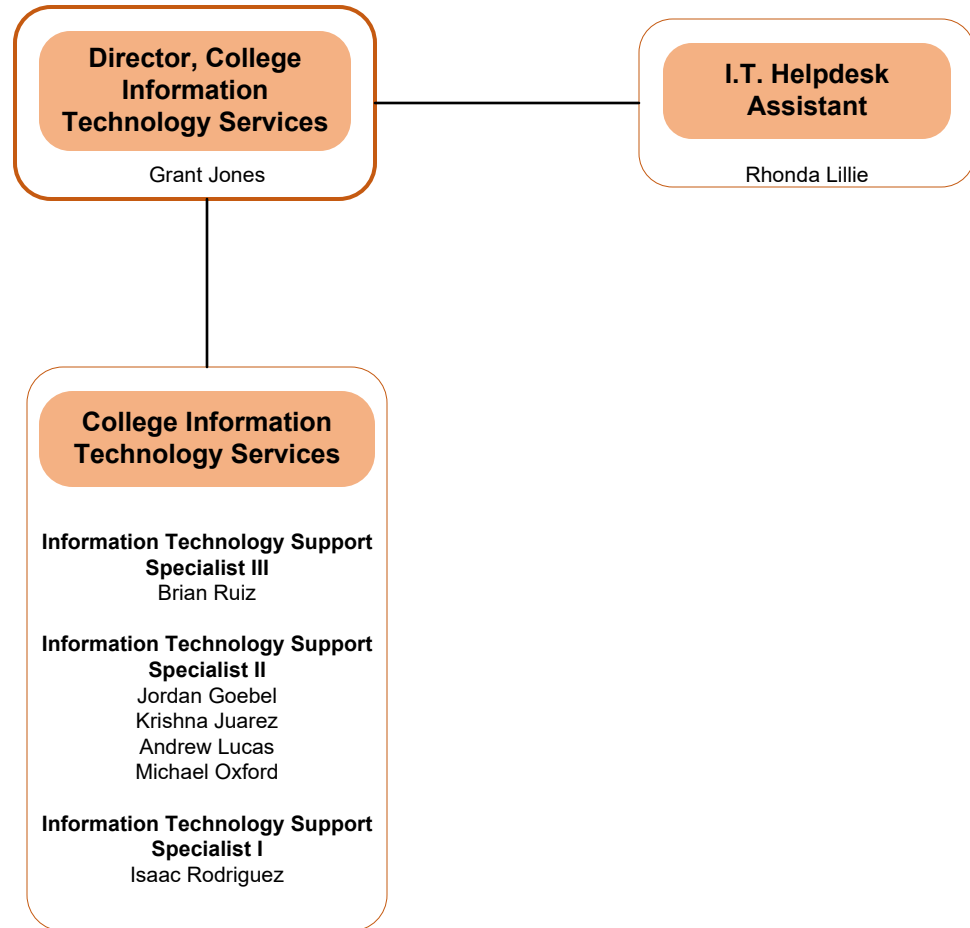 Director, College
Information
Technology Services
Grant Jones
I.T. Helpdesk
Assistant
Rhonda Lillie
College Information
Technology Services
Information Technology Support
Specialist III
Brian Ruiz
Information Technology Support
Specialist II
Jordan Goebel
Krishna Juarez
Andrew Lucas
Michael Oxford
Information Technology Support
Specialist I
Isaac Rodriguez